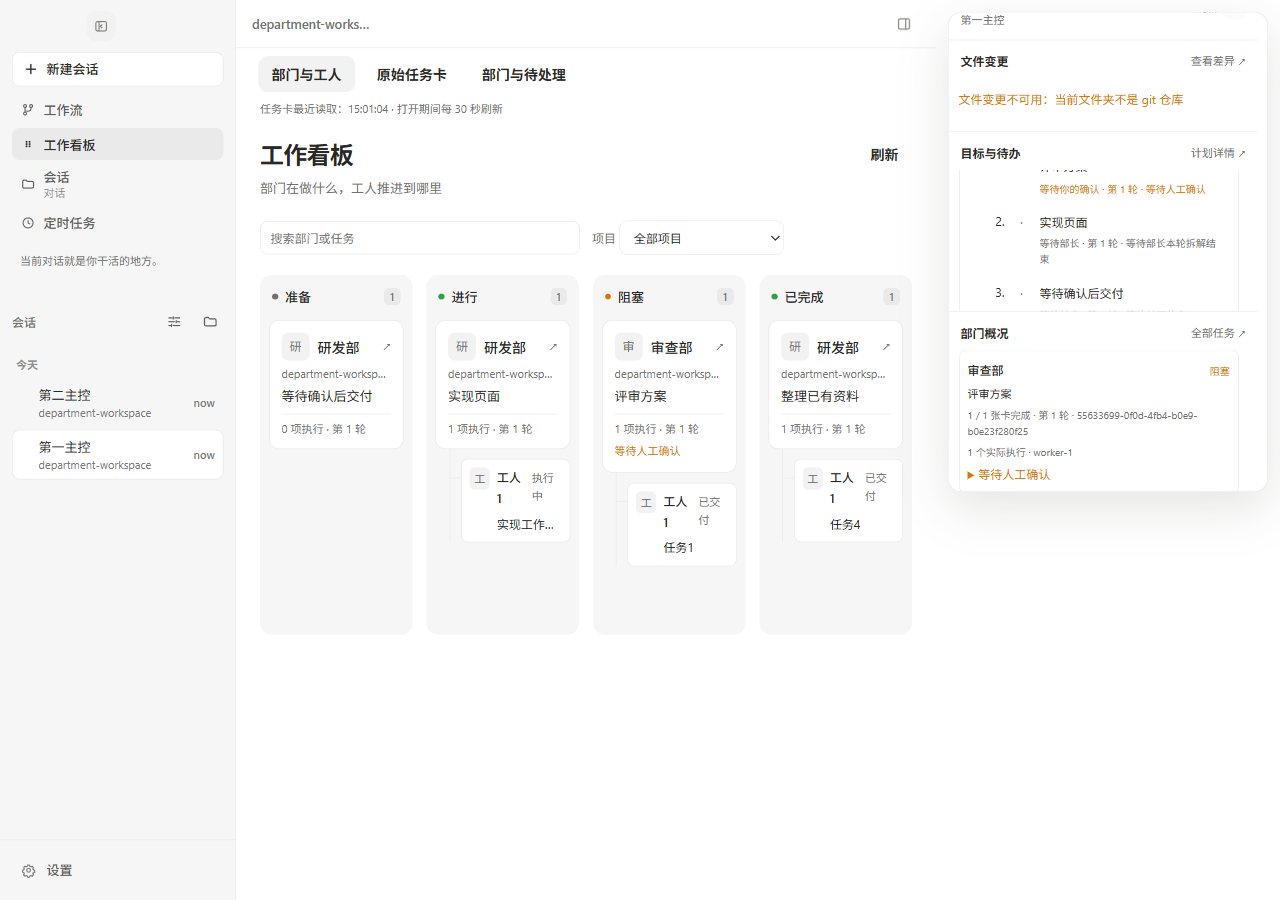 新建会话
工作流
工作看板
会话
对话
定时任务
当前对话就是你干活的地方。
会话
今天
第二主控
department-workspace
now
第一主控
department-workspace
now
设置
department-works...
部门与工人
原始任务卡
部门与待处理
任务卡最近读取：15:01:04 · 打开期间每 30 秒刷新
工作看板
刷新
部门在做什么，工人推进到哪里
搜索部门或任务
项目
全部项目
准备
1
研
研发部
↗
department-worksp...
等待确认后交付
0 项执行 · 第 1 轮
进行
1
研
研发部
↗
department-worksp...
实现页面
1 项执行 · 第 1 轮
工
工人
1
执行
中
实现工作...
阻塞
1
审
审查部
↗
department-worksp...
评审方案
1 项执行 · 第 1 轮
等待人工确认
工
工人
1
已交
付
任务1
已完成
1
研
研发部
↗
department-worksp...
整理已有资料
1 项执行 · 第 1 轮
工
工人
1
已交
付
任务4
第一主控
文件变更
查看差异 ↗
文件变更不可用：当前文件夹不是 git 仓库
目标与待办
计划详情 ↗
等待你的确认 · 第 1 轮 · 等待人工确认
2.
·
实现页面
等待部长 · 第 1 轮 · 等待部长本轮拆解结
束
3.
·
等待确认后交付
部门概况
全部任务 ↗
审查部
阻塞
评审方案
1 / 1 张卡完成 · 第 1 轮 · 55633699-0f0d-4fb4-b0e9-
b0e23f280f25
1 个实际执行 · worker-1
▶ 等待人工确认